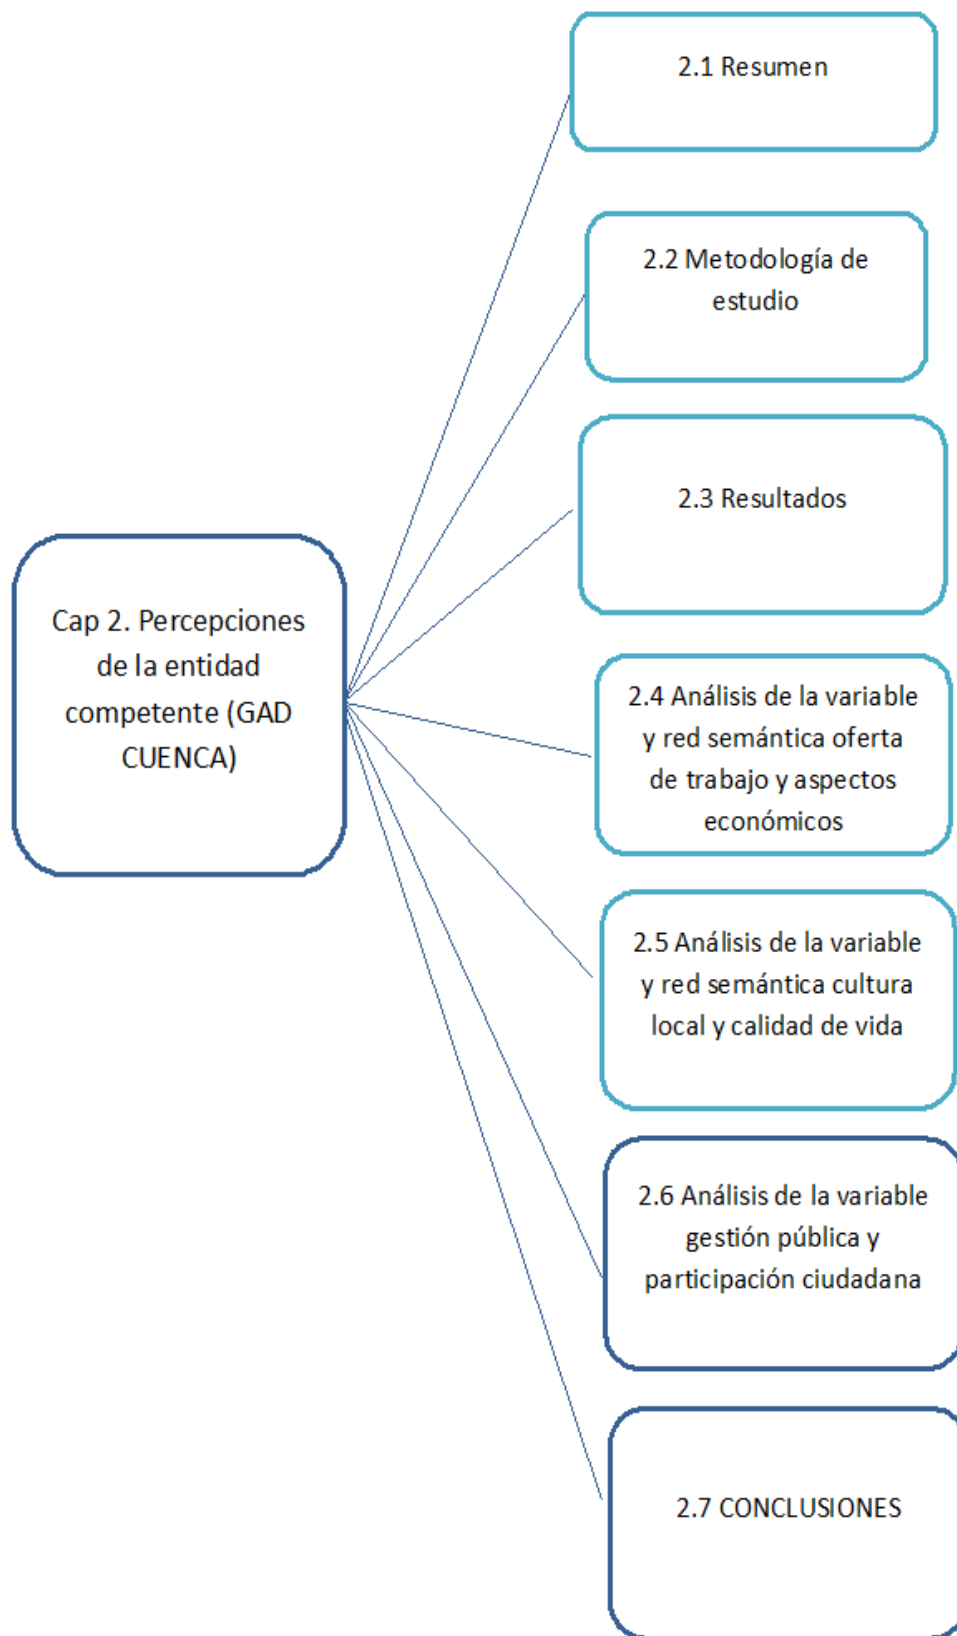 2.1 Resumen
2.2 Metodología de
estudio
2.3 Resultados
Cap 2. Percepciones
de la entidad
competente (GAD
CUENCA)
2.4 Análisis de la variable
y red semántica oferta
de trabajo y aspectos
económicos
2.5 Análisis de la variable
y red semántica cultura
local y calidad de vida
2.6 Análisis de la variable
gestión pública y
participación ciudadana
2.7 CONCLUSIONES